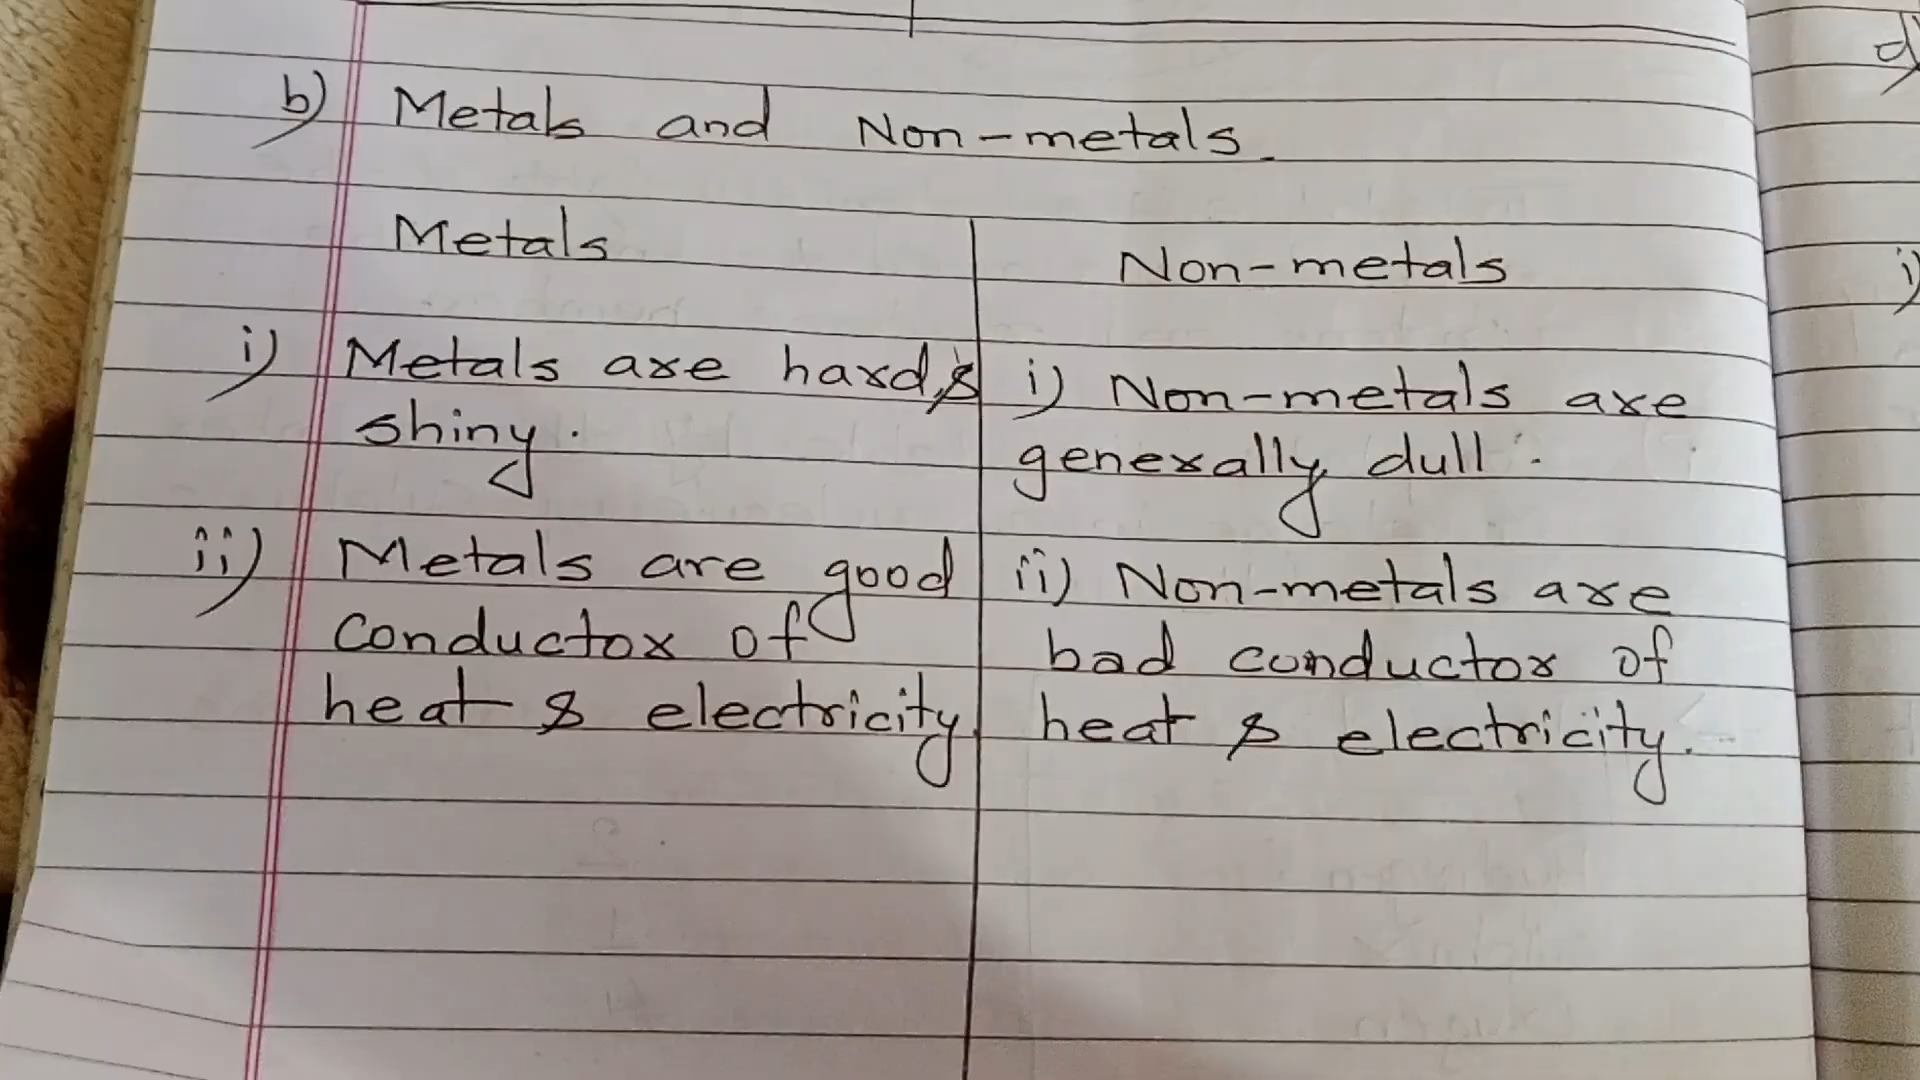 b) Metals and Non-metals.
Metals
Non-metals
i) Metals are hard, &
shiny.
ii) Metals are good
conductor of
heat & electricity.
i) Non-metals are
generally dull.
ii) Non-metals are
bad conductor of
heat & electricity.
d)
i)